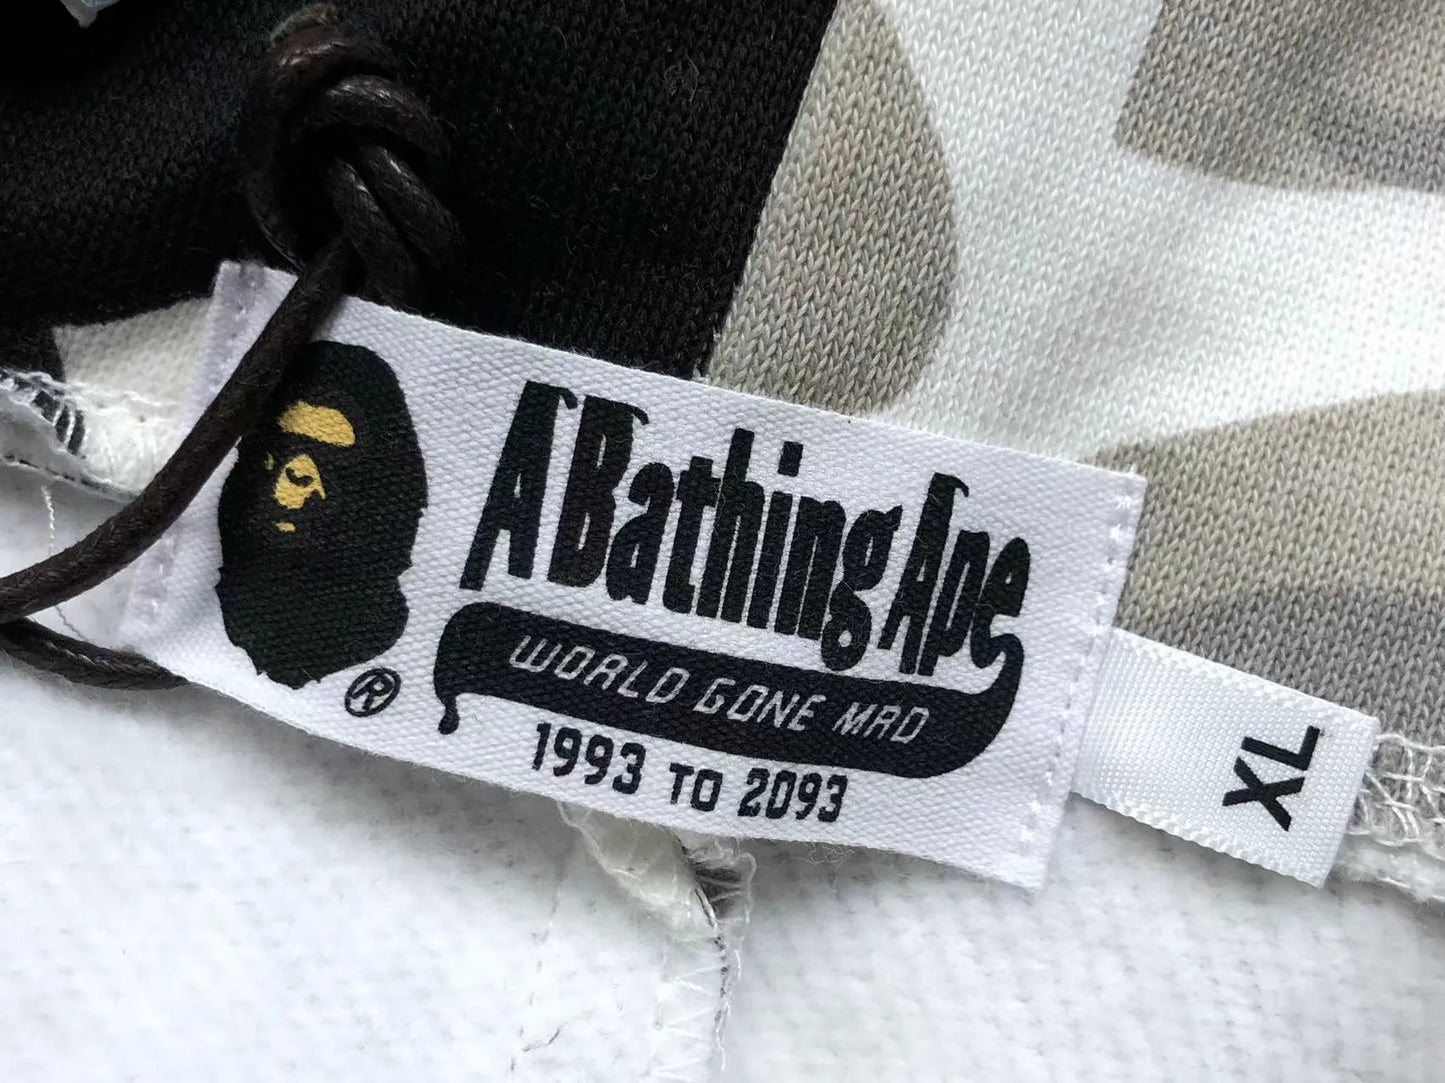 A Bathing Ape
WORLD GONE MAD
®
1993 TO 2093
XL